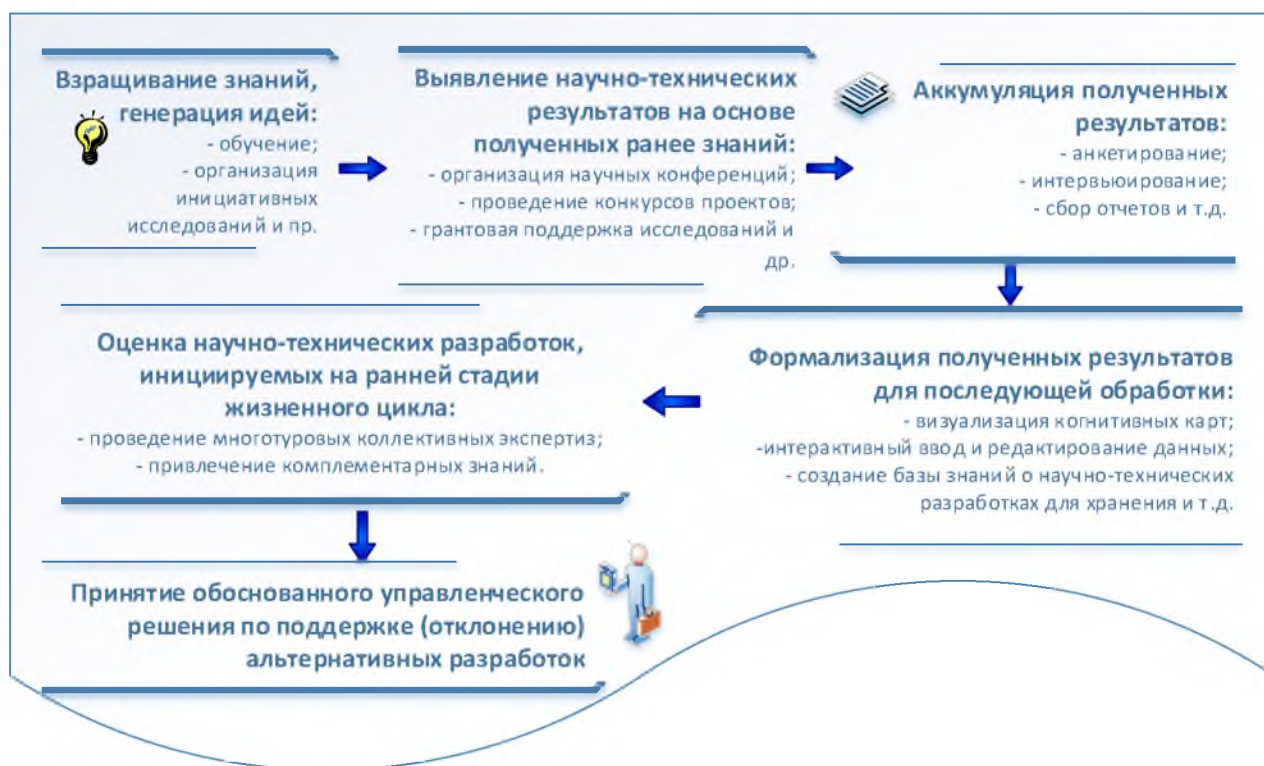 Взращивание знаний,
генерация идей:
- обучение;
- организация
инициативных
исследований и пр.
Выявление научно-технических
результатов на основе
полученных ранее знаний:
- организация научных конференций;
- проведение конкурсов проектов;
- грантовая поддержка исследований и
др.
Аккумуляция полученных
результатов:
- анкетирование;
- интервьюирование;
- сбор отчетов и т.д.
Формализация полученных результатов
для последующей обработки:
- визуализация когнитивных карт;
-интерактивный ввод и редактирование данных;
- создание базы знаний о научно-технических
разработках для хранения и т.д.
Оценка научно-технических разработок,
инициируемых на ранней стадии
жизненного цикла:
- проведение многотуровых коллективных экспертиз;
- привлечение комплементарных знаний.
Принятие обоснованного управленческого
решения по поддержке (отклонению)
альтернативных разработок